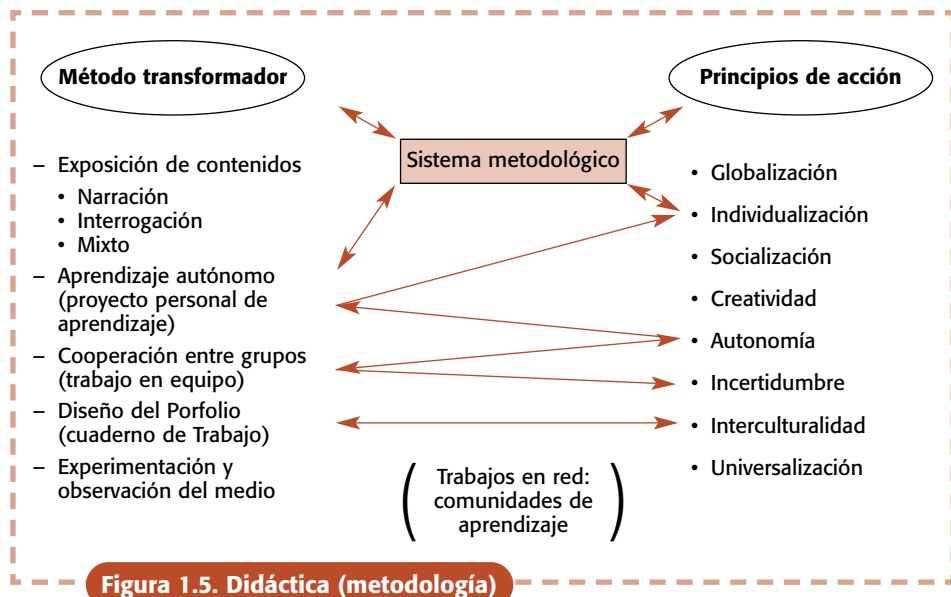 Método transformador
– Exposición de contenidos
• Narración
• Interrogación
• Mixto
– Aprendizaje autónomo
(proyecto personal de
aprendizaje)
– Cooperación entre grupos
(trabajo en equipo)
– Diseño del Porfolio
(cuaderno de Trabajo)
– Experimentación y
observación del medio
Sistema metodológico
Principios de acción
• Globalización
• Individualización
• Socialización
• Creatividad
• Autonomía
• Incertidumbre
• Interculturalidad
• Universalización
(Trabajos en red:
comunidades de
aprendizaje)
Figura 1.5. Didáctica (metodología)